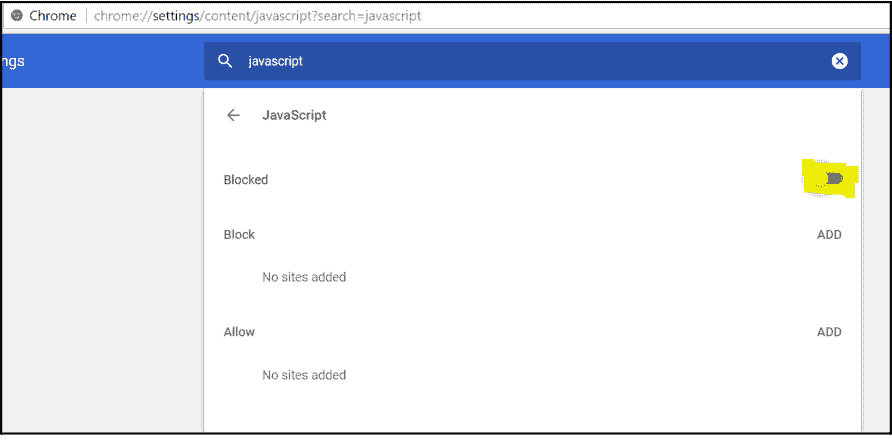 Chrome chrome://settings/content/javascript?search=javascript
ngs javascript
JavaScript
Blocked
Block ADD
No sites added
Allow ADD
No sites added